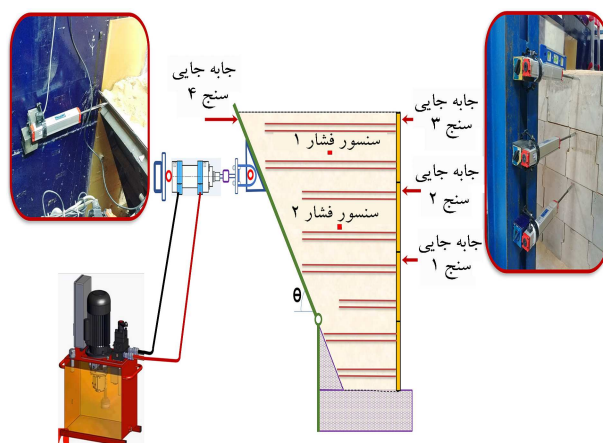 جابه جایی
سنج ۴
جابه جایی
سنج ۳
سنسور فشار ۱
جابه جایی
سنج ۲
سنسور فشار ۲
جابه جایی
سنج ۱
θ